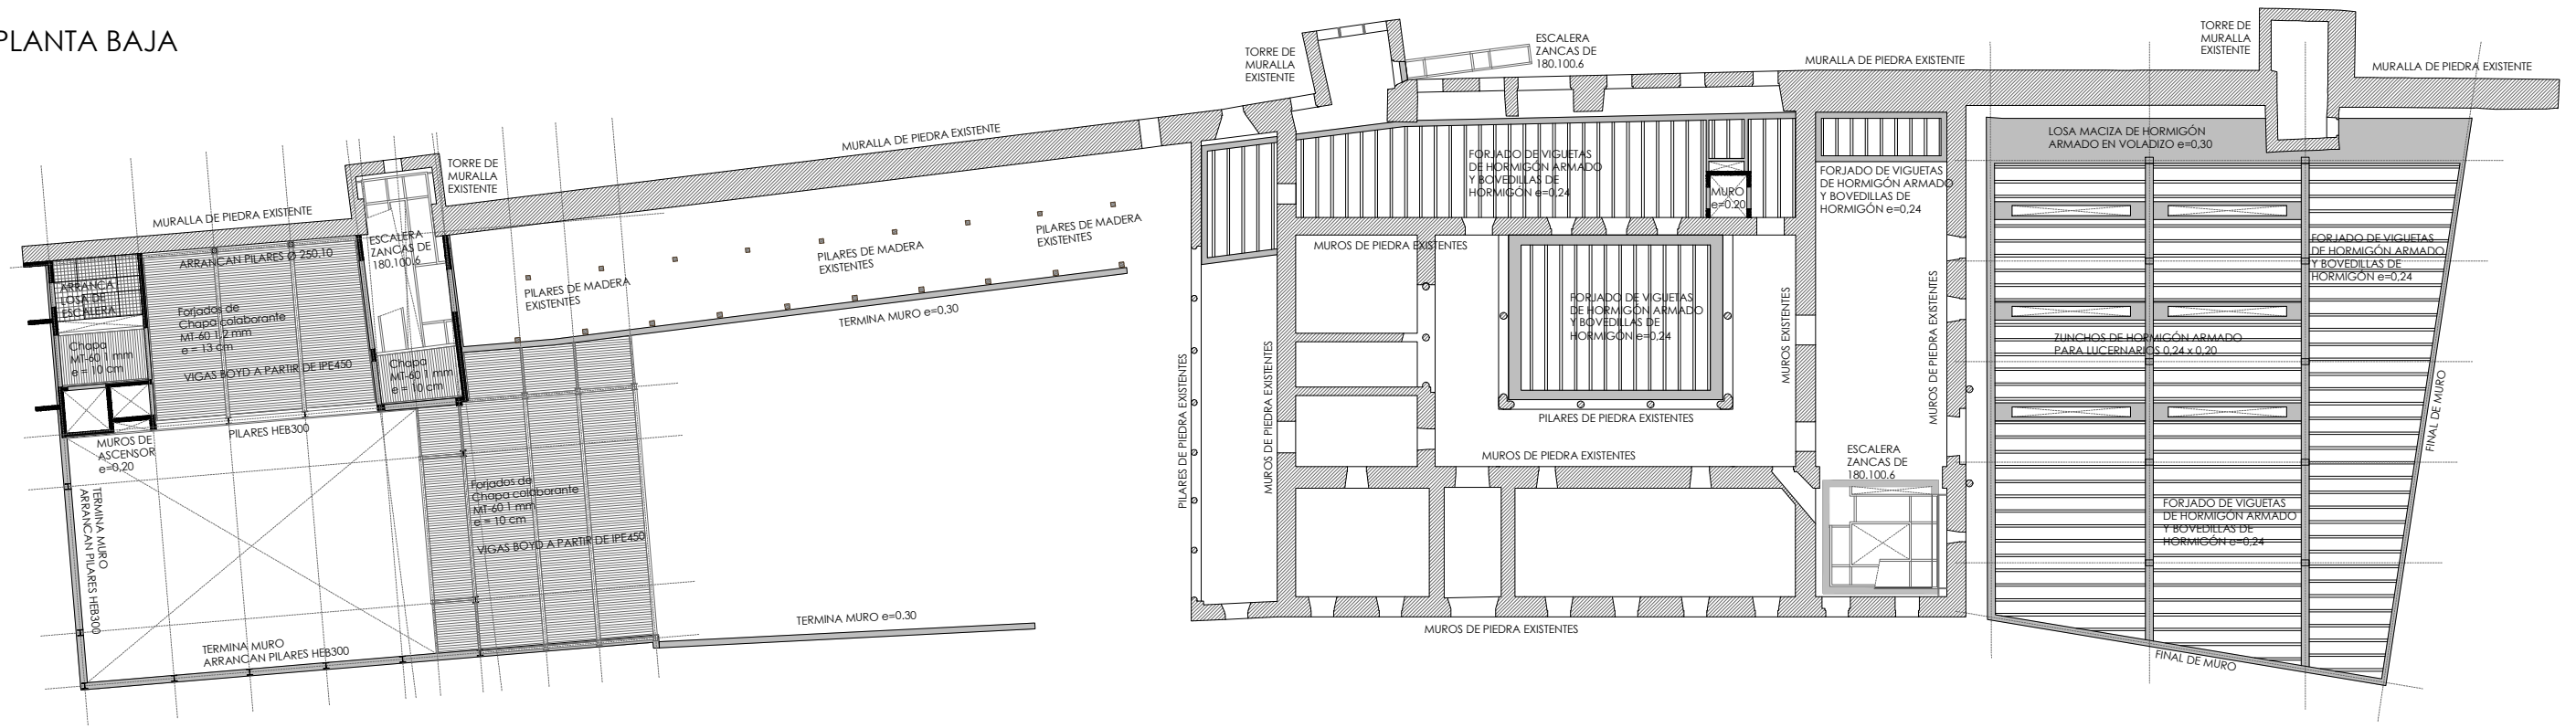 PLANTA BAJA
TORRE DE
MURALLA
EXISTENTE
ESCALERA
ZANCAS DE
180.100.6
MURALLA DE PIEDRA EXISTENTE
TORRE DE
MURALLA
EXISTENTE
MURALLA DE PIEDRA EXISTENTE
MURALLA DE PIEDRA EXISTENTE
TORRE DE
MURALLA
EXISTENTE
MURALLA DE PIEDRA EXISTENTE
ARRANCAN PILARES Ø 250.10
ESCALERA
ZANCAS DE
180.100.6
ARRANCA
LOSA DE
ESCALERA
Forjados de
Chapa colaborante
MT-60 1,2 mm
e = 13 cm
VIGAS BOYD A PARTIR DE IPE450
Chapa
MT-60 1 mm
e = 10 cm
Chapa
MT-60 1 mm
e = 10 cm
PILARES HEB300
MUROS DE
ASCENSOR
e=0,20
TERMINA MURO
ARRANCAN PILARES HEB300
TERMINA MURO
ARRANCAN PILARES HEB300
Forjados de
Chapa colaborante
MT-60 1 mm
e = 10 cm
VIGAS BOYD A PARTIR DE IPE450
PILARES DE MADERA
EXISTENTES
PILARES DE MADERA
EXISTENTES
PILARES DE MADERA
EXISTENTES
TERMINA MURO e=0,30
TERMINA MURO e=0.30
PILARES DE PIEDRA EXISTENTES
MUROS DE PIEDRA EXISTENTES
MUROS DE PIEDRA EXISTENTES
FORJADO DE VIGUETAS
DE HORMIGÓN ARMADO
Y BOVEDILLAS DE
HORMIGÓN e=0,24
MURO
e=0.20
FORJADO DE VIGUETAS
DE HORMIGÓN ARMADO
Y BOVEDILLAS DE
HORMIGÓN e=0,24
FORJADO DE VIGUETAS
DE HORMIGÓN ARMADO
Y BOVEDILLAS DE
HORMIGÓN e=0,24
PILARES DE PIEDRA EXISTENTES
MUROS DE PIEDRA EXISTENTES
MUROS EXISTENTES
MUROS DE PIEDRA EXISTENTES
ESCALERA
ZANCAS DE
180.100.6
MUROS DE PIEDRA EXISTENTES
LOSA MACIZA DE HORMIGÓN
ARMADO EN VOLADIZO e=0,30
FORJADO DE VIGUETAS
DE HORMIGÓN ARMADO
Y BOVEDILLAS DE
HORMIGÓN e=0,24
ZUNCHOS DE HORMIGÓN ARMADO
PARA LUCERNARIOS 0,24 x 0,20
FORJADO DE VIGUETAS
DE HORMIGÓN ARMADO
Y BOVEDILLAS DE
HORMIGÓN e=0,24
FINAL DE MURO
FINAL DE MURO